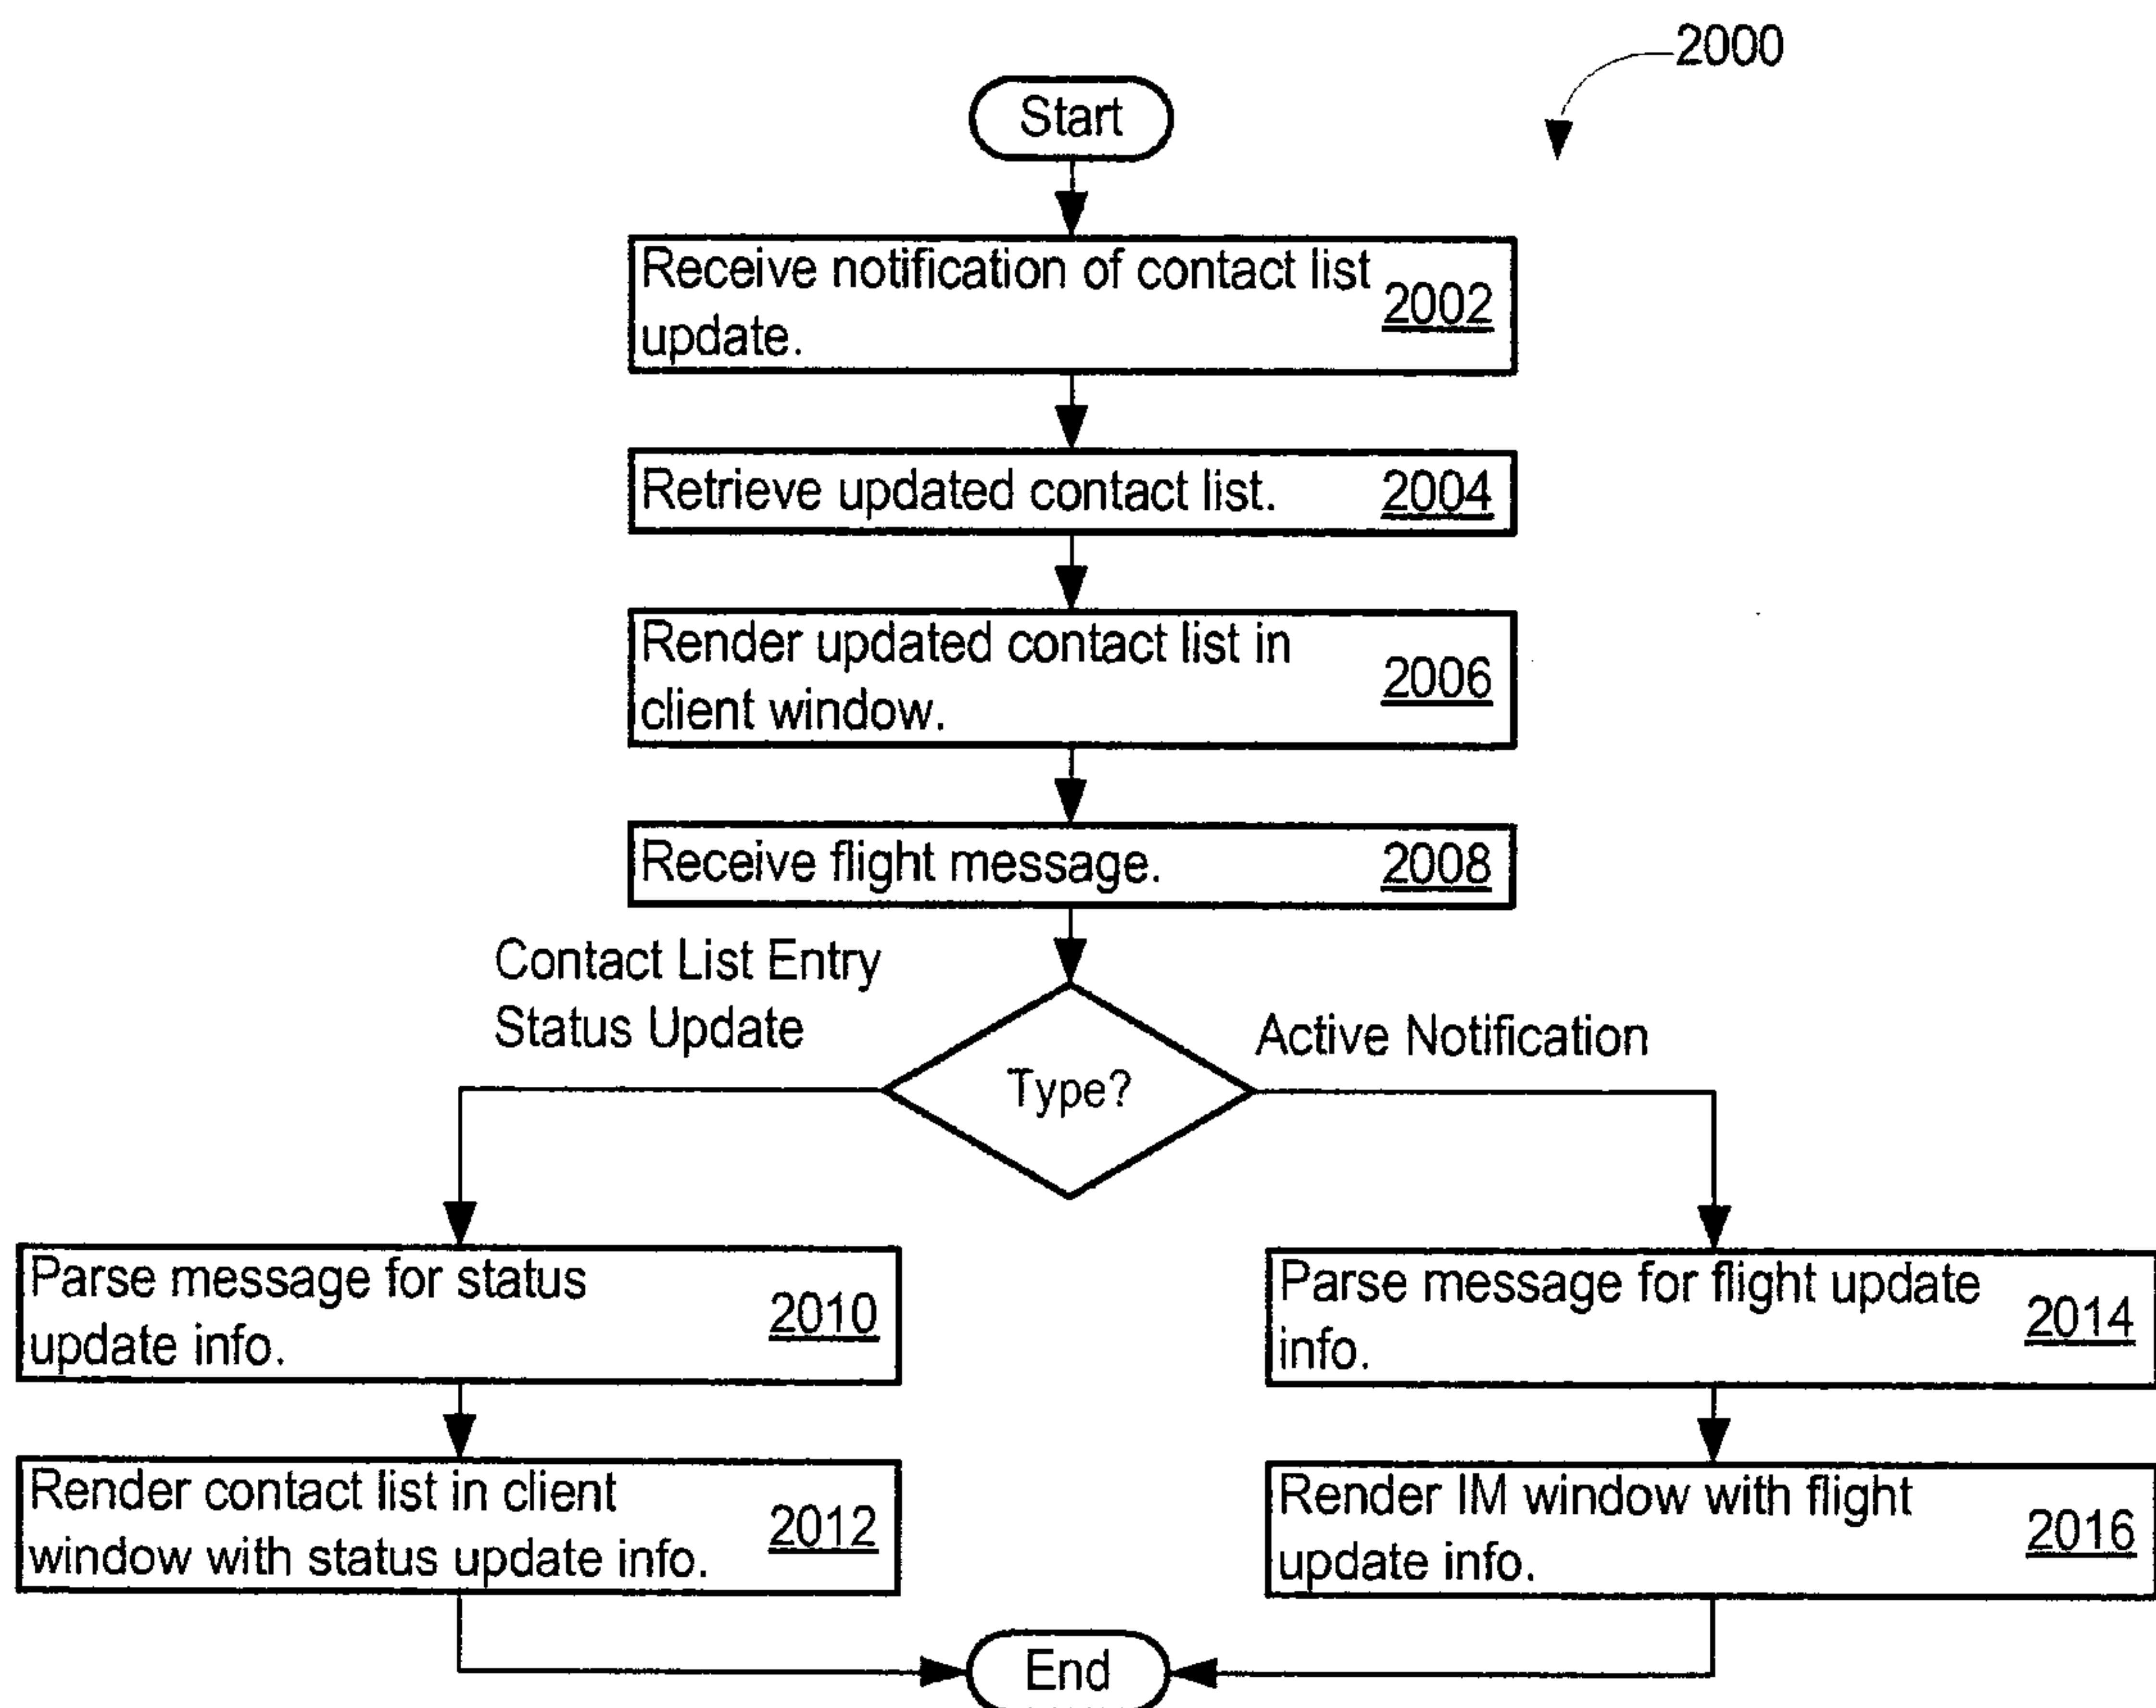 2000
Start
Receive notification of contact list
update.
2002
Retrieve updated contact list. 2004
Render updated contact list in
client window.
2006
Receive flight message. 2008
Contact List Entry
Status Update
Active Notification
Type?
Parse message for status
update info.
2010
Parse message for flight update
info.
2014
Render contact list in client
window with status update info.
2012
Render IM window with flight
update info.
2016
End